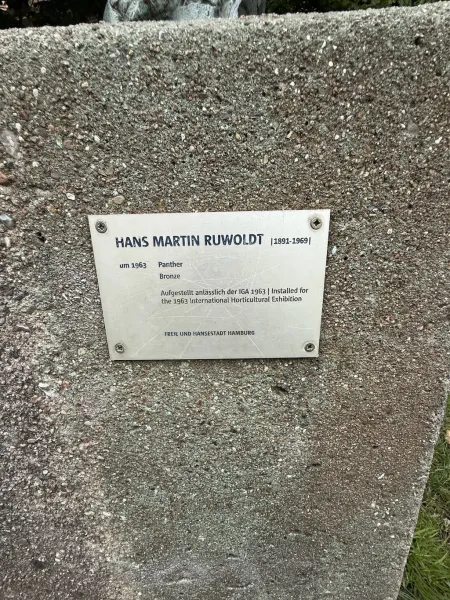 HANS MARTIN RUWOLDT |1891-1969|
um 1963 Panther
Bronze
Aufgestellt anlässlich der IGA 1963 | Installed for
the 1963 International Horticultural Exhibition
FREIE UND HANSESTADT HAMBURG